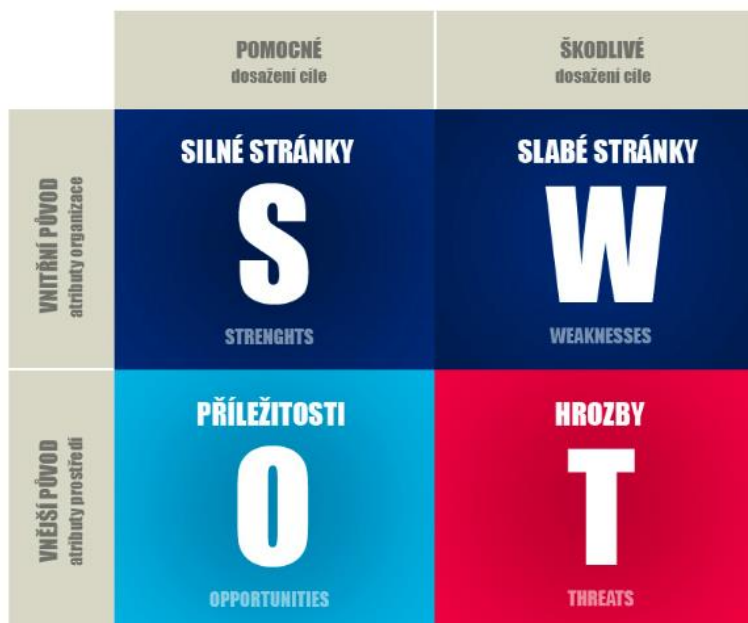 POMOCNÉ
dosažení cíle
ŠKODLIVÉ
dosažení cíle
VNITŘNÍ PŮVOD
atributy organizace
SILNÉ STRÁNKY
S
STRENGHTS
SLABÉ STRÁNKY
W
WEAKNESSES
VNĚJŠÍ PŮVOD
atributy prostředí
PŘÍLEŽITOSTI
O
OPPORTUNITIES
HROZBY
T
THREATS